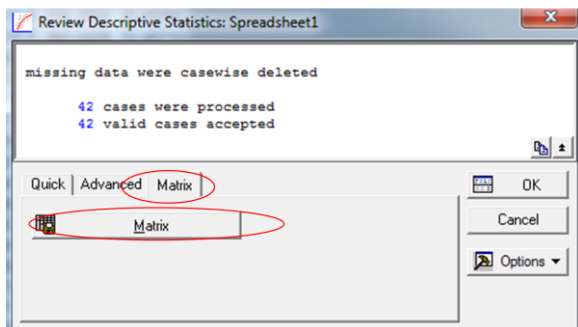 Review Descriptive Statistics: Spreadsheet1
missing data were casewise deleted
42 cases were processed
42 valid cases accepted
Quick Advanced Matrix
OK
Matrix
Cancel
Options